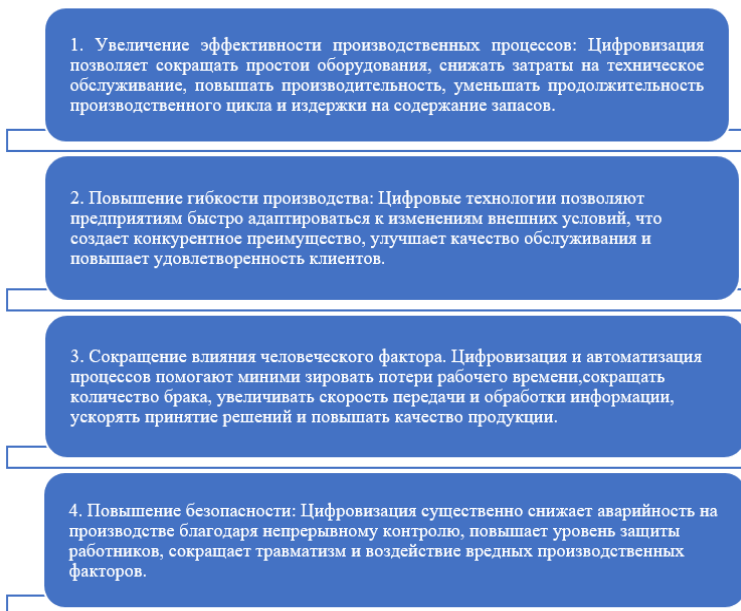 1. Увеличение эффективности производственных процессов: Цифровизация
позволяет сокращать простои оборудования, снижать затраты на техническое
обслуживание, повышать производительность, уменьшать продолжительность
производственного цикла и издержки на содержание запасов.
2. Повышение гибкости производства: Цифровые технологии позволяют
предприятиям быстро адаптироваться к изменениям внешних условий, что
создает конкурентное преимущество, улучшает качество обслуживания и
повышает удовлетворенность клиентов.
3. Сокращение влияния человеческого фактора. Цифровизация и автоматизация
процессов помогают миними зировать потери рабочего времени,сокращать
количество брака, увеличивать скорость передачи и обработки информации,
ускорять принятие решений и повышать качество продукции.
4. Повышение безопасности: Цифровизация существенно снижает аварийность на
производстве благодаря непрерывному контролю, повышает уровень защиты
работников, сокращает травматизм и воздействие вредных производственных
факторов.